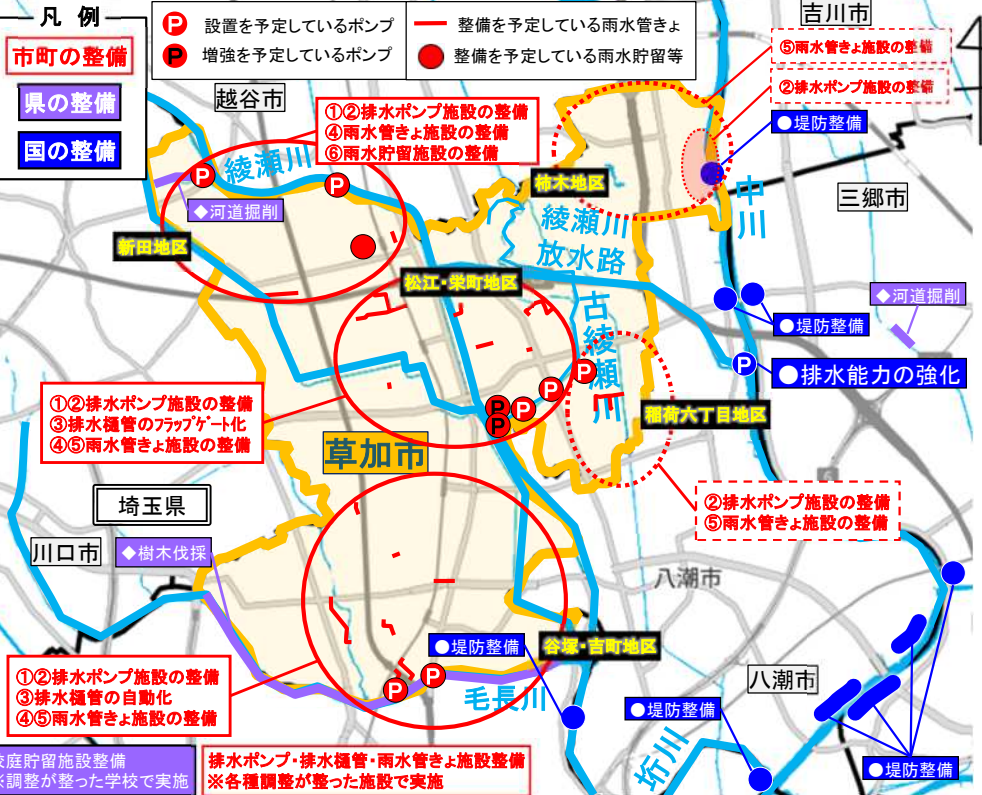 凡 例
市町の整備
県の整備
国の整備
P 設置を予定しているポンプ
P 増強を予定しているポンプ
整備を予定している雨水管きょ
整備を予定している雨水貯留等
吉川市
⑤雨水管きょ施設の整備
②排水ポンプ施設の整備
●堤防整備
越谷市
①②排水ポンプ施設の整備
④雨水管きょ施設の整備
⑥雨水貯留施設の整備
綾瀬川
P
P
◆河道掘削
新田地区
柿木地区
中川
三郷市
綾瀬川
放水路
松江・栄町地区
古綾瀬川
◆河道掘削
●堤防整備
P
●排水能力の強化
①②排水ポンプ施設の整備
③排水樋管のフラップゲート化
④⑤雨水管きょ施設の整備
P
P
P
P
P
稲荷六丁目地区
草加市
②排水ポンプ施設の整備
⑤雨水管きょ施設の整備
埼玉県
川口市
◆樹木伐採
八潮市
●堤防整備
谷塚・吉町地区
①②排水ポンプ施設の整備
③排水樋管の自動化
④⑤雨水管きょ施設の整備
P
P
毛長川
八潮市
●堤防整備
垳川
●堤防整備
校庭貯留施設整備
※調整が整った学校で実施
排水ポンプ・排水樋管・雨水管きょ施設整備
※各種調整が整った施設で実施